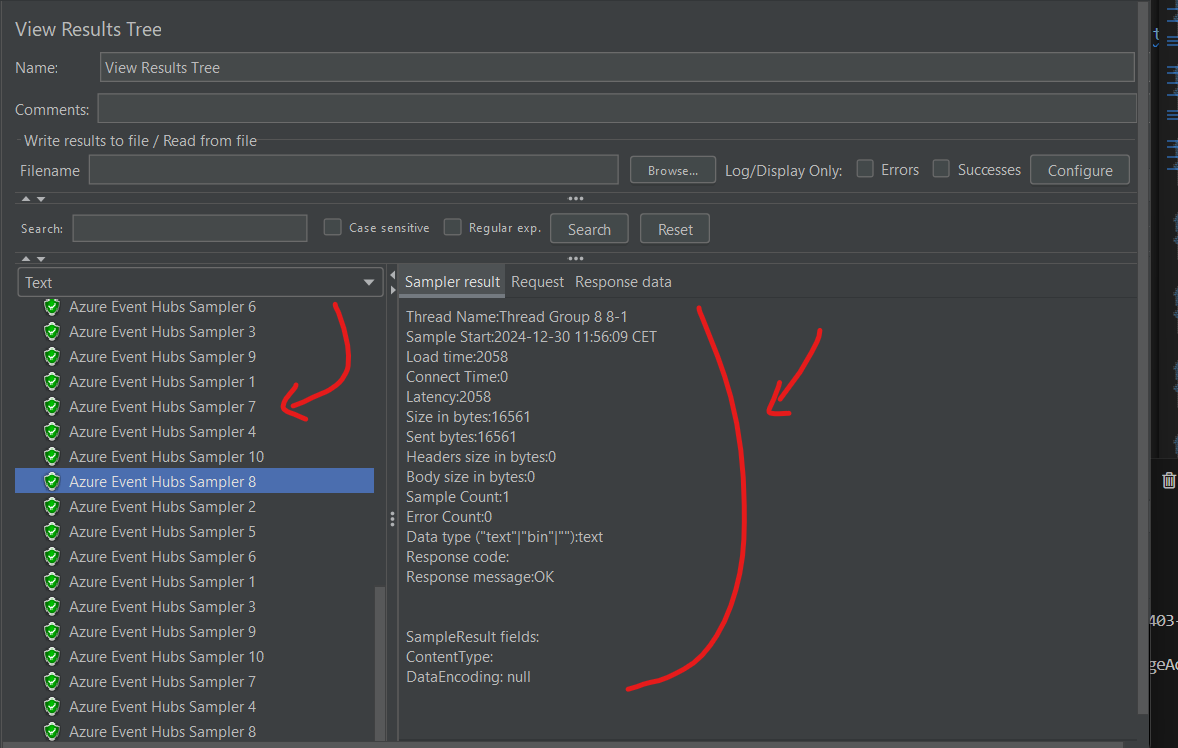 View Results Tree
Name: View Results Tree
Comments:
Write results to file / Read from file
Filename Browse... Log/Display Only: Errors Successes Configure
Search: Case sensitive Regular exp. Search Reset
Text
Azure Event Hubs Sampler 6
Azure Event Hubs Sampler 3
Azure Event Hubs Sampler 9
Azure Event Hubs Sampler 1
Azure Event Hubs Sampler 7
Azure Event Hubs Sampler 4
Azure Event Hubs Sampler 10
Azure Event Hubs Sampler 8
Azure Event Hubs Sampler 2
Azure Event Hubs Sampler 5
Azure Event Hubs Sampler 6
Azure Event Hubs Sampler 1
Azure Event Hubs Sampler 3
Azure Event Hubs Sampler 9
Azure Event Hubs Sampler 10
Azure Event Hubs Sampler 7
Azure Event Hubs Sampler 4
Azure Event Hubs Sampler 8
Sampler result Request Response data
Thread Name:Thread Group 8 8-1
Sample Start:2024-12-30 11:56:09 CET
Load time:2058
Connect Time:0
Latency:2058
Size in bytes:16561
Sent bytes:16561
Headers size in bytes:0
Body size in bytes:0
Sample Count:1
Error Count:0
Data type ("text"|"bin"|""):text
Response code:
Response message:OK
SampleResult fields:
ContentType:
DataEncoding: null